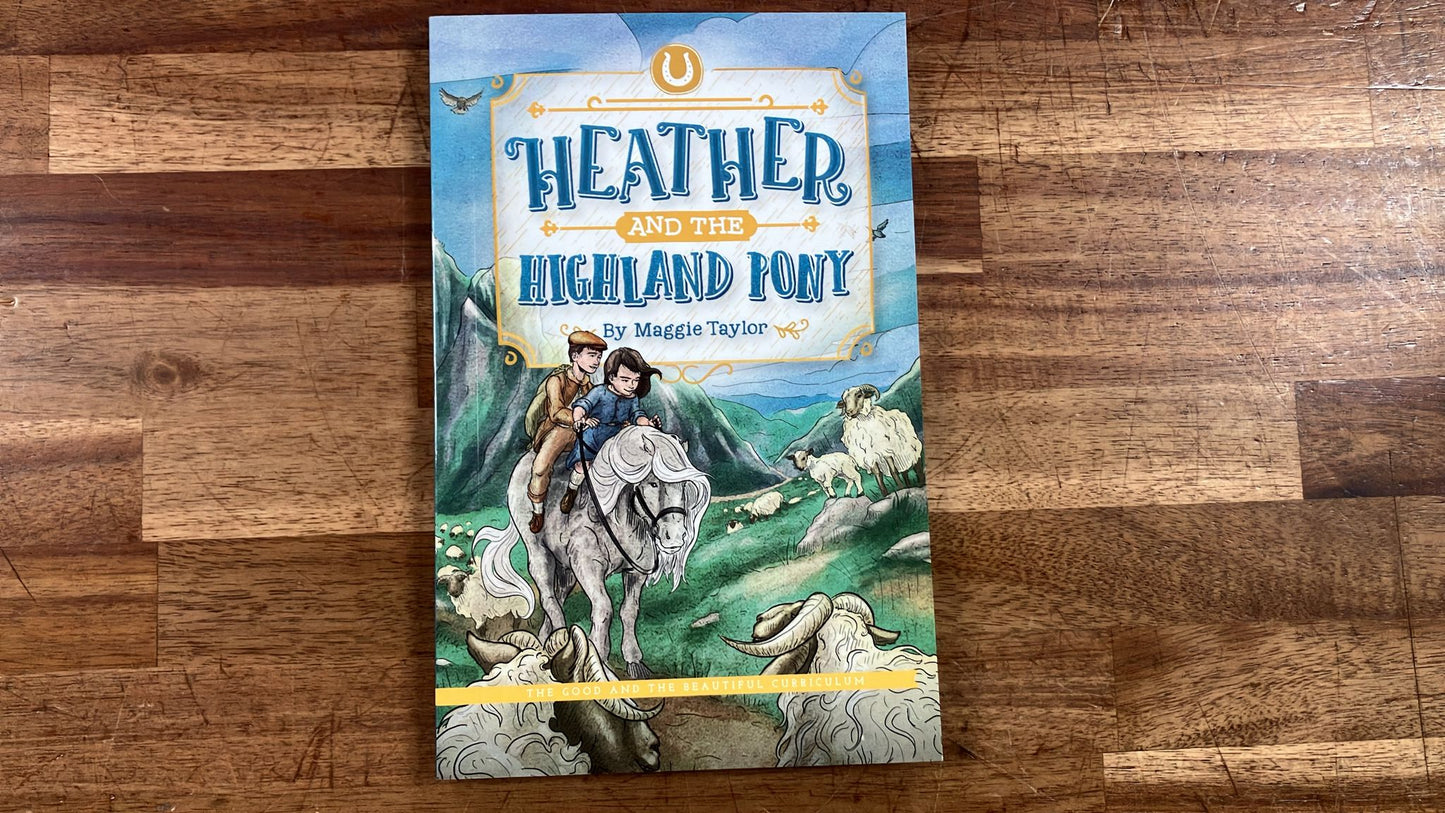 HEATHER
AND THE
HIGHLAND PONY
By Maggie Taylor
THE GOOD AND THE BEAUTIFUL CURRICULUM